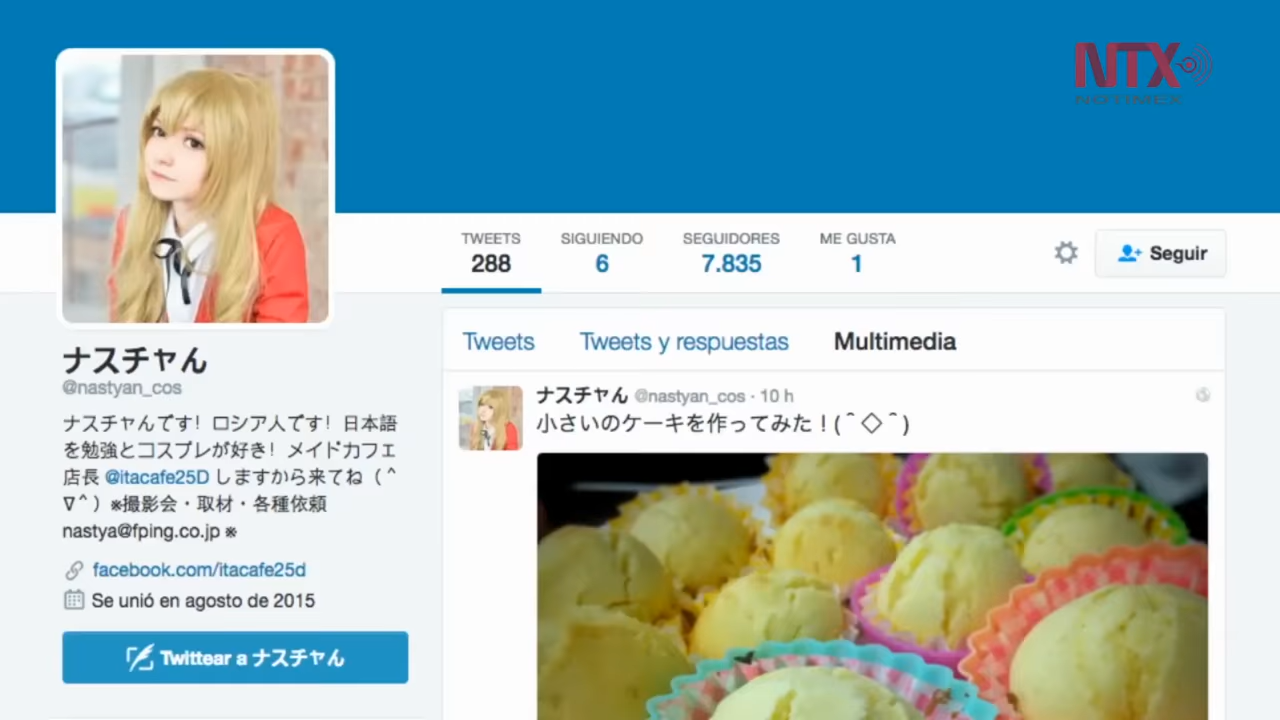 NTX
NOTIMEX
TWEETS SIGUIENDO SEGUIDORES ME GUSTA
288 6 7.835 1
Seguir
Tweets Tweets y respuestas Multimedia
ナスチャん
@nastyan_cos
ナスチャんです！ロシア人です！日本語
を勉強とコスプレが好き！メイドカフェ
店長 @itacafe25D しますから来てね（＾
∇＾）※撮影会・取材・各種依頼
nastya@fping.co.jp ※
facebook.com/itacafe25d
Se unió en agosto de 2015
Twittear a ナスチャん
ナスチャん @nastyan_cos · 10 h
小さいのケーキを作ってみた！(＾◇＾)